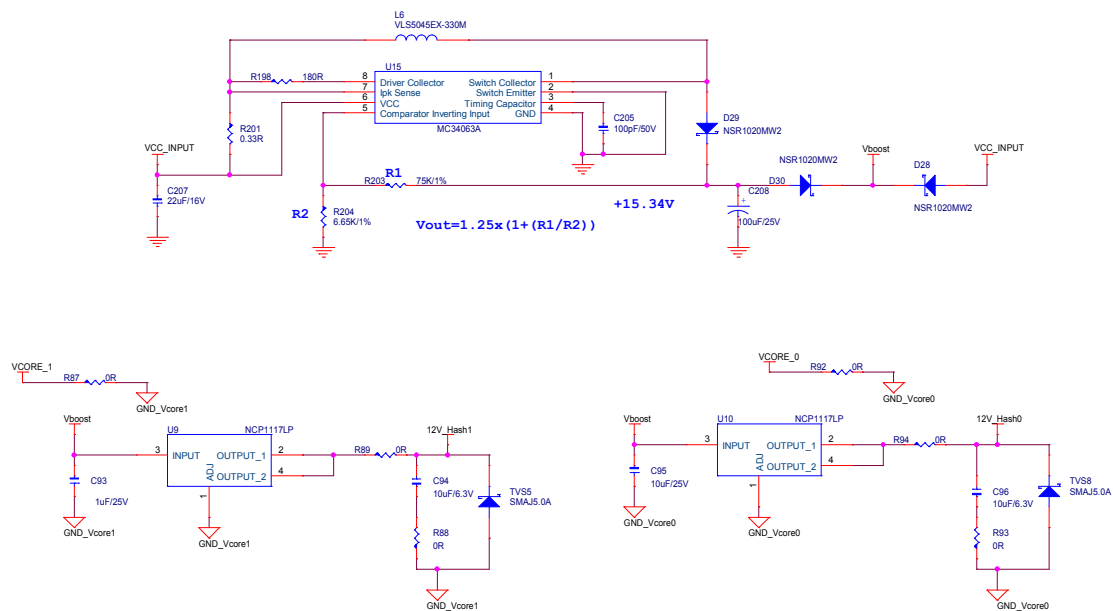 L6
VLS5045EX-330M
U15
R198 180R
8 Driver Collector Switch Collector 1
7 Ipk Sense Switch Emitter 2
6 VCC Timing Capacitor 3
5 Comparator Inverting Input GND 4
MC34063A
C205
100pF/50V
D29
NSR1020MW2
R201
0.33R
VCC_INPUT
C207
22uF/16V
R1
R203 75K/1%
R2
R204
6.65K/1%
Vout=1.25x(1+(R1/R2))
+15.34V
NSR1020MW2
D30
C208
+
100uF/25V
Vboost
D28
NSR1020MW2
VCC_INPUT
VCORE_1
R87 0R
GND_Vcore1
Vboost
U9 NCP1117LP
3 INPUT OUTPUT_1 2
ADJ OUTPUT_2 4
1
C93
1uF/25V
GND_Vcore1
GND_Vcore1
R89 0R
12V_Hash1
C94
10uF/6.3V
R88
0R
TVS5
SMAJ5.0A
GND_Vcore1
VCORE_0
R92 0R
GND_Vcore0
Vboost
U10 NCP1117LP
3 INPUT OUTPUT_1 2
ADJ OUTPUT_2 4
1
C95
10uF/25V
GND_Vcore0
GND_Vcore0
R94 0R
12V_Hash0
C96
10uF/6.3V
R93
0R
TVS8
SMAJ5.0A
GND_Vcore0